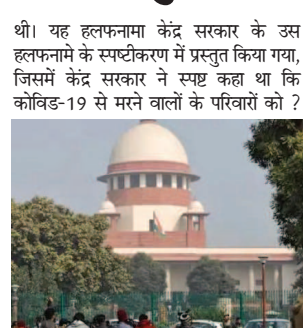 थी। यह हलफनामा केंद्र सरकार के उस
हलफनामे के स्पष्टीकरण में प्रस्तुत किया गया,
जिसमें केंद्र सरकार ने स्पष्ट कहा था कि
कोविड-19 से मरने वालों के परिवारों को ?